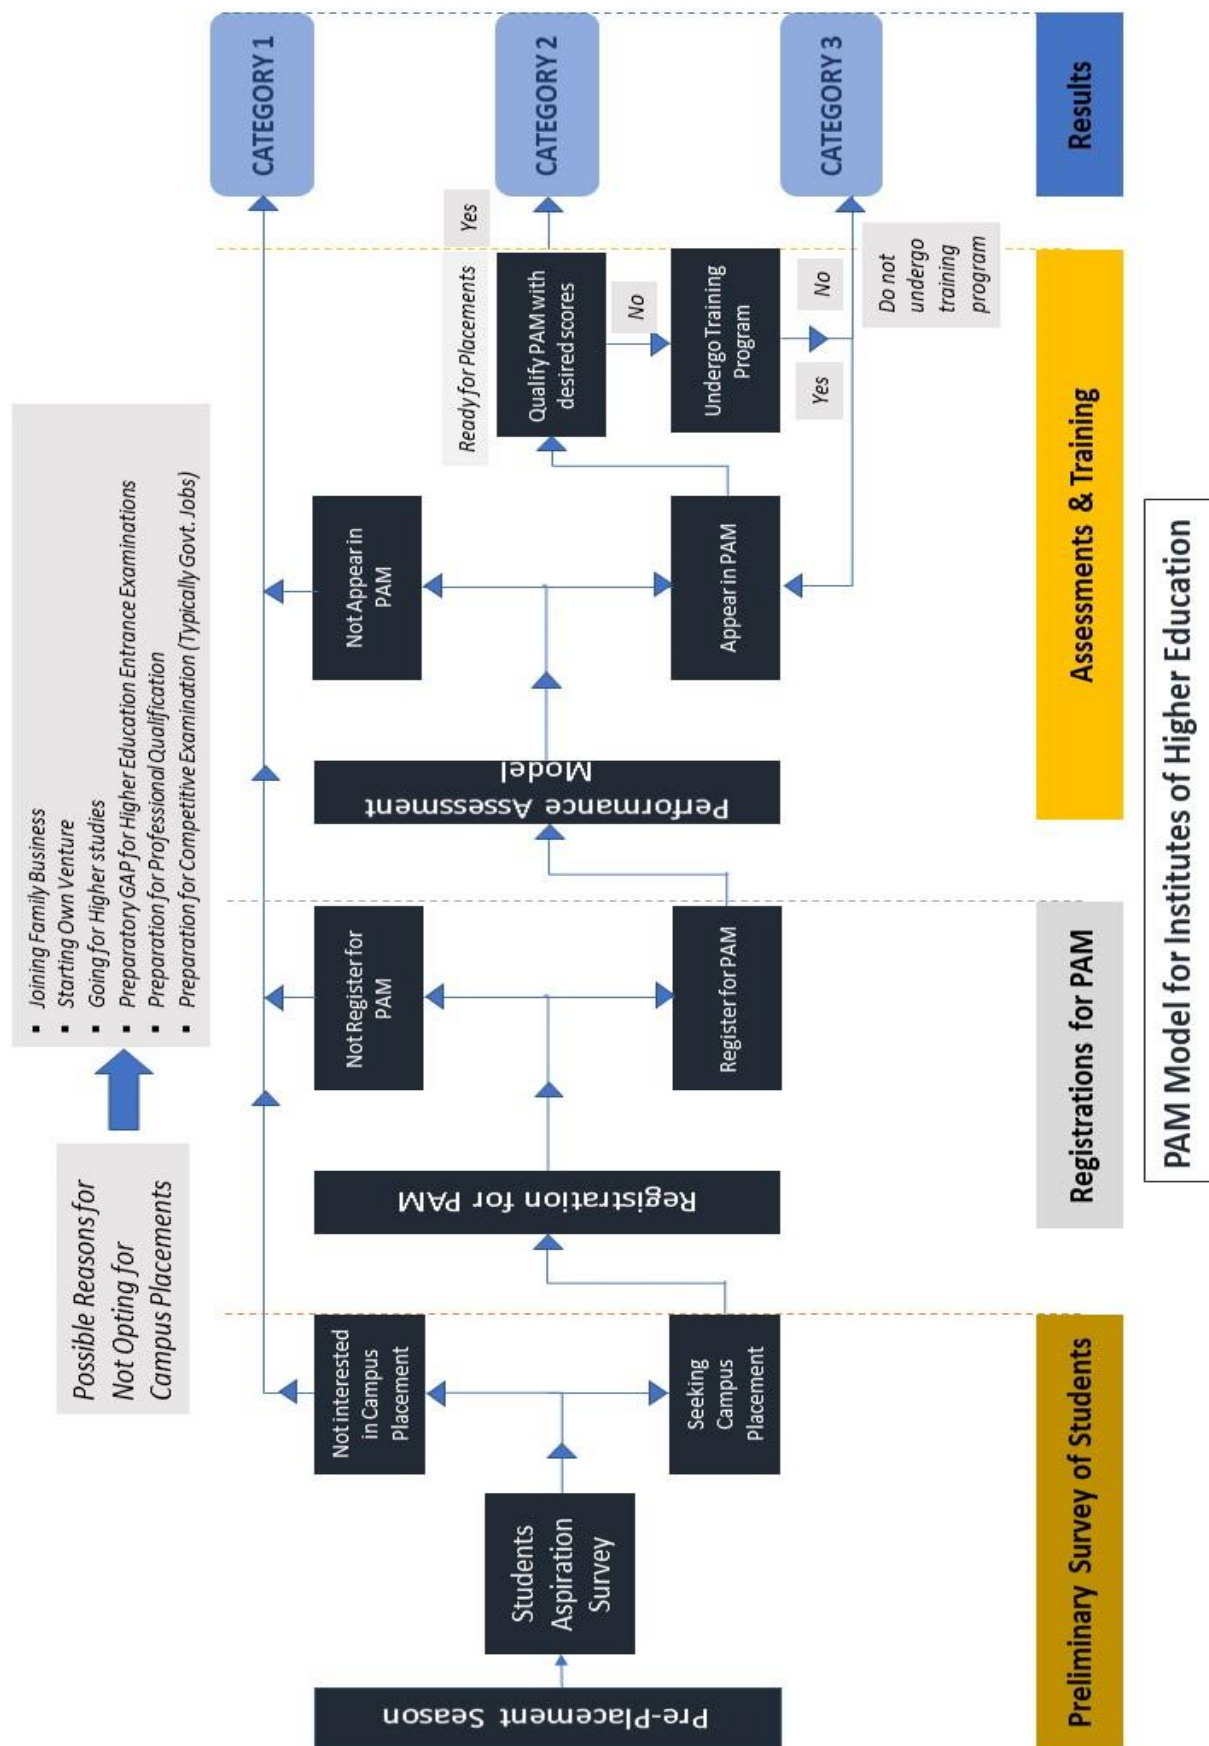 Possible Reasons for
Not Opting for
Campus Placements
▪ Joining Family Business
▪ Starting Own Venture
▪ Going for Higher studies
▪ Preparatory GAP for Higher Education Entrance Examinations
▪ Preparation for Professional Qualification
▪ Preparation for Competitive Examination (Typically Govt. Jobs)
Pre-Placement Season
Students
Aspiration
Survey
Not interested
in Campus
Placement
Seeking
Campus
Placement
Registration for PAM
Not Register for
PAM
Register for PAM
Performance Assessment
Model
Not Appear in
PAM
Appear in PAM
Ready for Placements
Qualify PAM with
desired scores
Yes
No
Undergo Training
Program
Yes
No
Do not
undergo
training
program
CATEGORY 1
CATEGORY 2
CATEGORY 3
Preliminary Survey of Students
Registrations for PAM
Assessments & Training
Results
PAM Model for Institutes of Higher Education